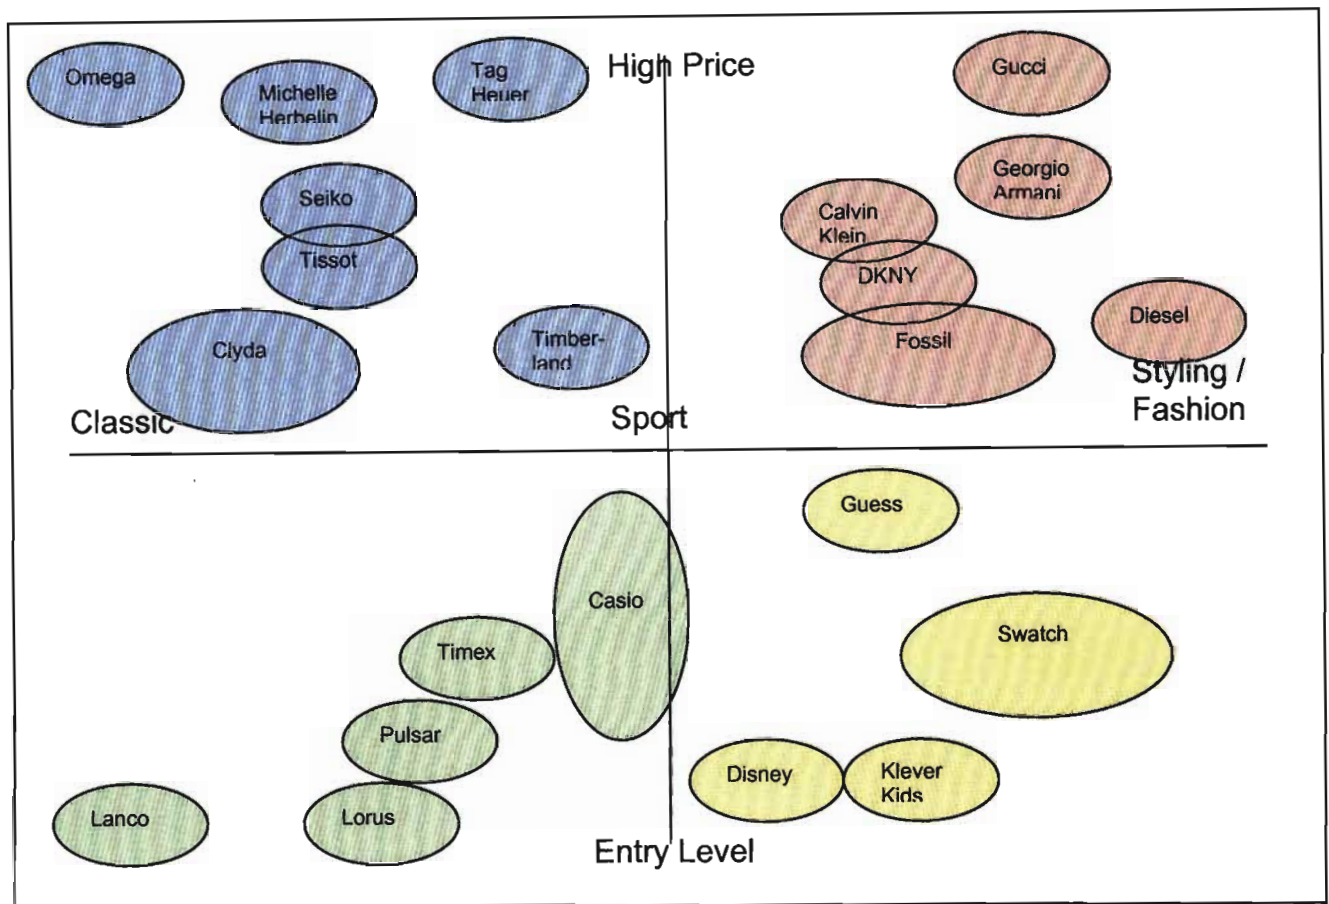 Omega
Michelle
Herbelin
Tag
Heuer
High Price
Gucci
Seiko
Georgio
Armani
Calvin
Klein
Tissot
DKNY
Clyda
Timber-
land
Fossil
Diesel
Classic
Sport
Styling /
Fashion
Guess
Casio
Swatch
Timex
Pulsar
Disney
Klever
Kids
Lanco
Lorus
Entry Level